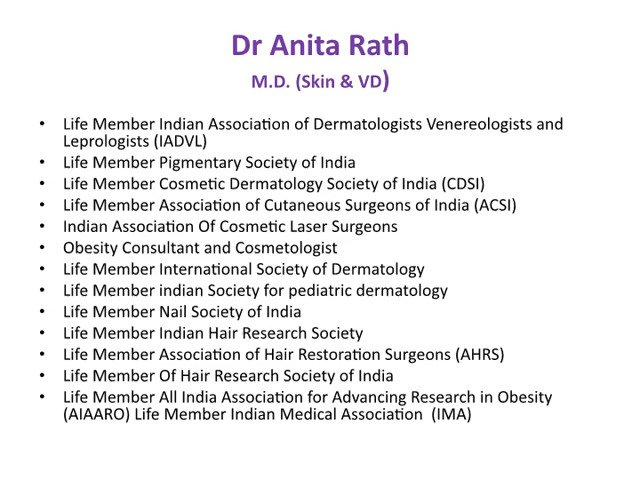 Dr Anita Rath
M.D. (Skin & VD)
• Life Member Indian Association of Dermatologists Venereologists and
Leprologists (IADVL)
• Life Member Pigmentary Society of India
• Life Member Cosmetic Dermatology Society of India (CDSI)
• Life Member Association of Cutaneous Surgeons of India (ACSI)
• Indian Association Of Cosmetic Laser Surgeons
• Obesity Consultant and Cosmetologist
• Life Member International Society of Dermatology
• Life Member indian Society for pediatric dermatology
• Life Member Nail Society of India
• Life Member Indian Hair Research Society
• Life Member Association of Hair Restoration Surgeons (AHRS)
• Life Member Of Hair Research Society of India
• Life Member All India Association for Advancing Research in Obesity
(AIAARO) Life Member Indian Medical Association  (IMA)